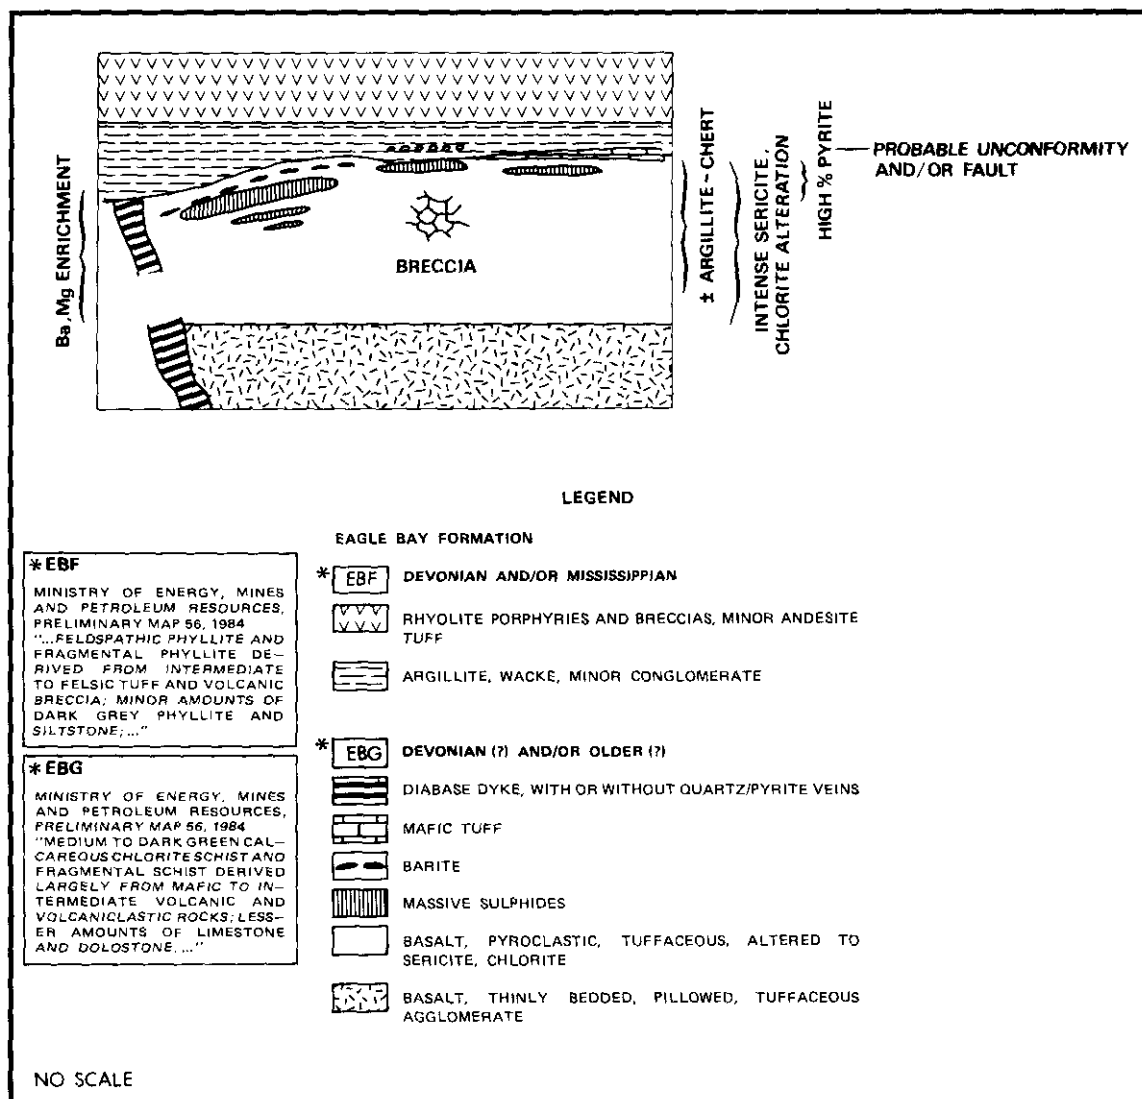 Ba, Mg ENRICHMENT
BRECCIA
± ARGILLITE-CHERT
INTENSE SERICITE,
CHLORITE ALTERATION
HIGH % PYRITE
PROBABLE UNCONFORMITY
AND/OR FAULT
LEGEND
EAGLE BAY FORMATION
* EBF
MINISTRY OF ENERGY, MINES
AND PETROLEUM RESOURCES,
PRELIMINARY MAP 56, 1984
"...FELDSPATHIC PHYLLITE AND
FRAGMENTAL PHYLLITE DE-
RIVED FROM INTERMEDIATE
TO FELSIC TUFF AND VOLCANIC
BRECCIA; MINOR AMOUNTS OF
DARK GREY PHYLLITE AND
SILTSTONE;..."
* EBG
MINISTRY OF ENERGY, MINES
AND PETROLEUM RESOURCES,
PRELIMINARY MAP 56, 1984
"MEDIUM TO DARK GREEN CAL-
CAREOUS CHLORITE SCHIST AND
FRAGMENTAL SCHIST DERIVED
LARGELY FROM MAFIC TO IN-
TERMEDIATE VOLCANIC AND
VOLCANICLASTIC ROCKS; LESS-
ER AMOUNTS OF LIMESTONE
AND DOLOSTONE,..."
* EBF DEVONIAN AND/OR MISSISSIPPIAN
RHYOLITE PORPHYRIES AND BRECCIAS, MINOR ANDESITE
TUFF
ARGILLITE, WACKE, MINOR CONGLOMERATE
* EBG DEVONIAN (?) AND/OR OLDER (?)
DIABASE DYKE, WITH OR WITHOUT QUARTZ/PYRITE VEINS
MAFIC TUFF
BARITE
MASSIVE SULPHIDES
BASALT, PYROCLASTIC, TUFFACEOUS, ALTERED TO
SERICITE, CHLORITE
BASALT, THINLY BEDDED, PILLOWED, TUFFACEOUS
AGGLOMERATE
NO SCALE